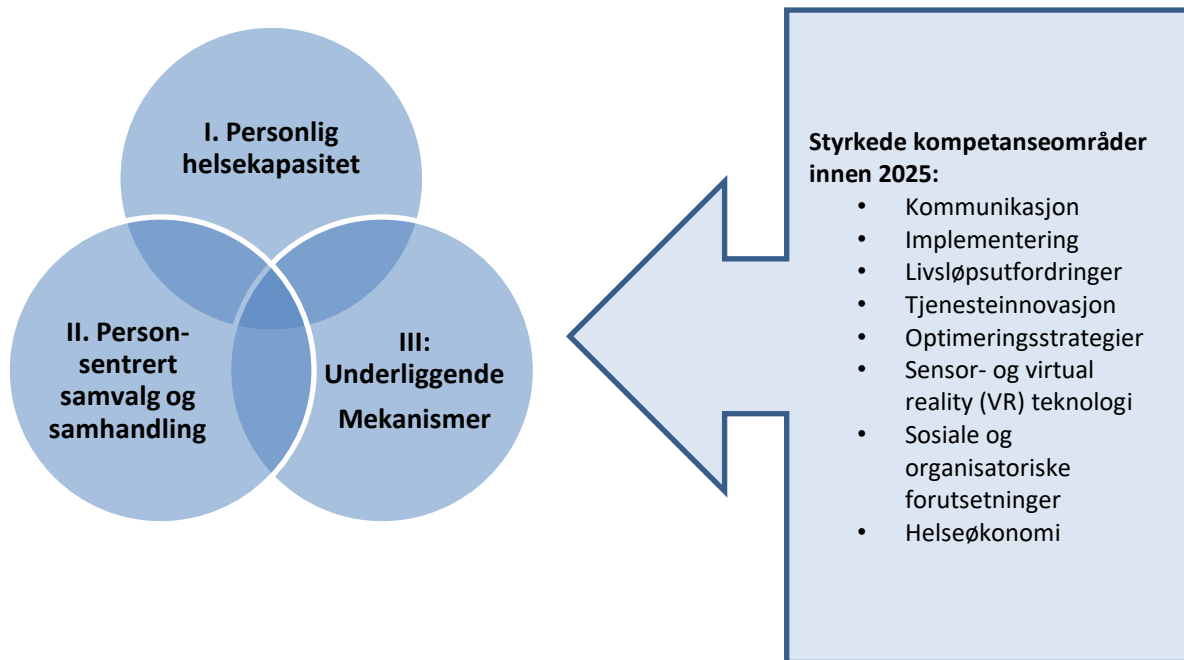 I. Personlig
helsekapasitet
II. Person-
sentrert
samvalg og
samhandling
III:
Underliggende
Mekanismer
Styrkede kompetanseområder
innen 2025:
• Kommunikasjon
• Implementering
• Livsløpsutfordringer
• Tjenesteinnovasjon
• Optimeringsstrategier
• Sensor- og virtual
reality (VR) teknologi
• Sosiale og
organisatoriske
forutsetninger
• Helseøkonomi